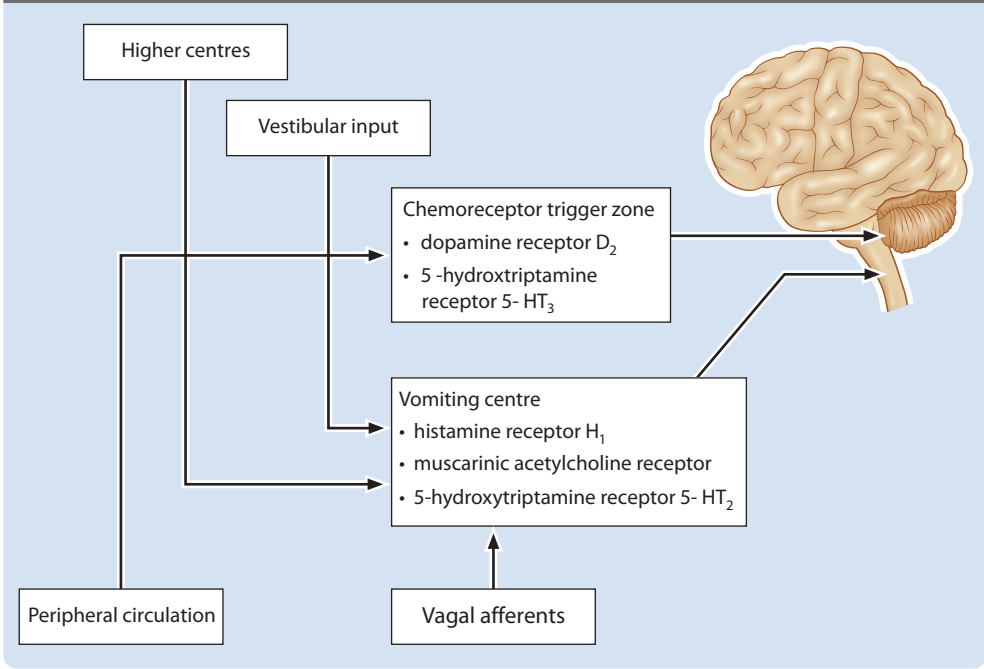 Higher centres
Vestibular input
Chemoreceptor trigger zone
• dopamine receptor D₂
• 5 -hydroxtriptamine
receptor 5- HT₃
Vomiting centre
• histamine receptor H₁
• muscarinic acetylcholine receptor
• 5-hydroxytriptamine receptor 5- HT₂
Peripheral circulation
Vagal afferents